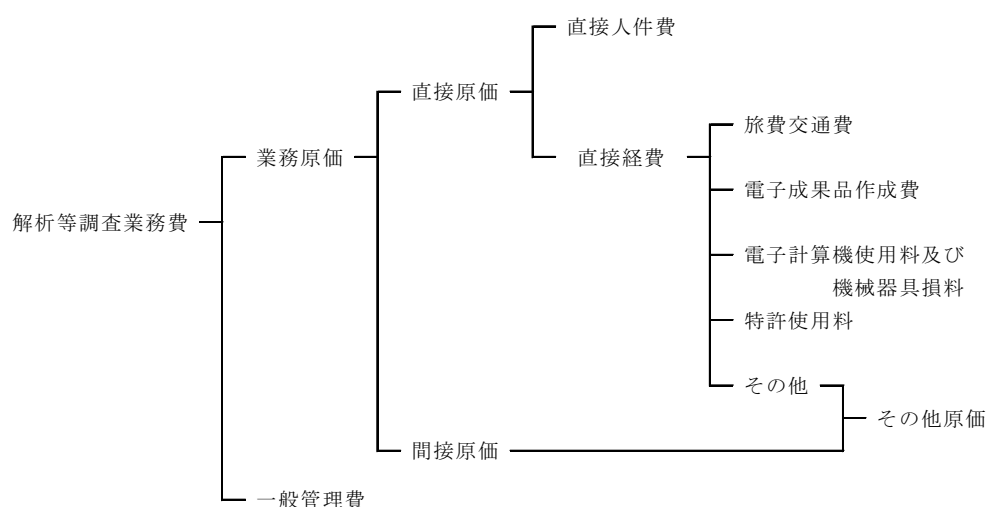 直接人件費
直接原価
旅費交通費
業務原価
直接経費
電子成果品作成費
解析等調査業務費
電子計算機使用料及び
機械器具損料
特許使用料
その他
その他原価
間接原価
一般管理費